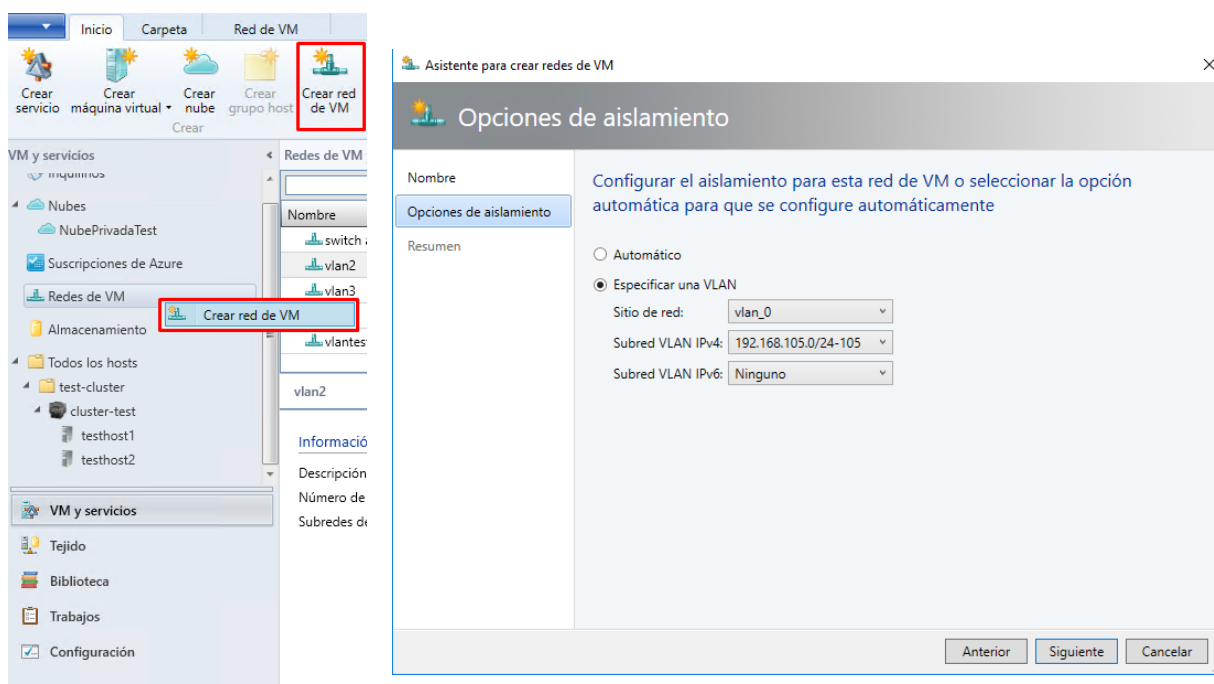 Inicio Carpeta Red de VM
Crear servicio
Crear máquina virtual
Crear nube
Crear grupo host
Crear red de VM
Crear
VM y servicios
Redes de VM
Inquilinos
Nubes
NubePrivadaTest
Suscripciones de Azure
Redes de VM
Crear red de VM
Almacenamiento
Todos los hosts
test-cluster
cluster-test
testhost1
testhost2
VM y servicios
Tejido
Biblioteca
Trabajos
Configuración
Nombre
switch
vlan2
vlan3
vlantes
vlan2
Informació
Descripción
Número de
Subredes de
Asistente para crear redes de VM
Opciones de aislamiento
Nombre
Opciones de aislamiento
Resumen
Configurar el aislamiento para esta red de VM o seleccionar la opción
automática para que se configure automáticamente
Automático
Especificar una VLAN
Sitio de red: vlan_0
Subred VLAN IPv4: 192.168.105.0/24-105
Subred VLAN IPv6: Ninguno
Anterior Siguiente Cancelar